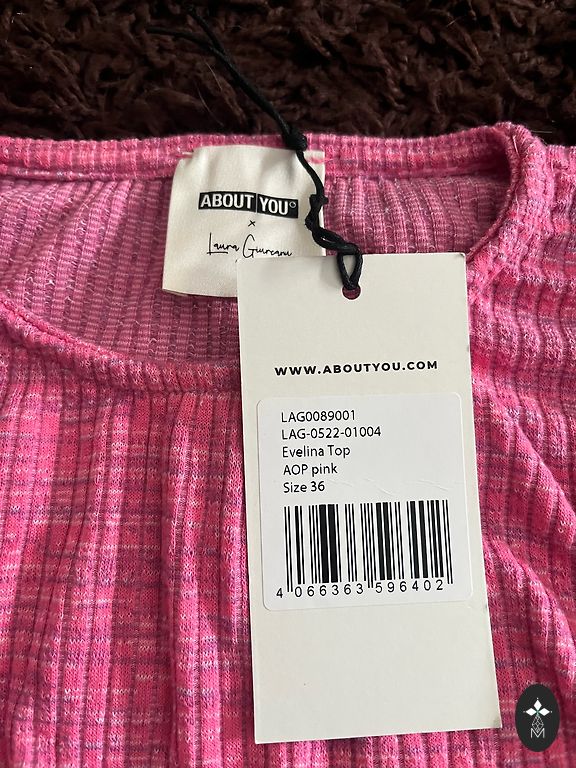 ABOUT YOU°
x
Laura Giurcanu
WWW.ABOUTYOU.COM
LAG0089001
LAG-0522-01004
Evelina Top
AOP pink
Size 36
4 066363 596402